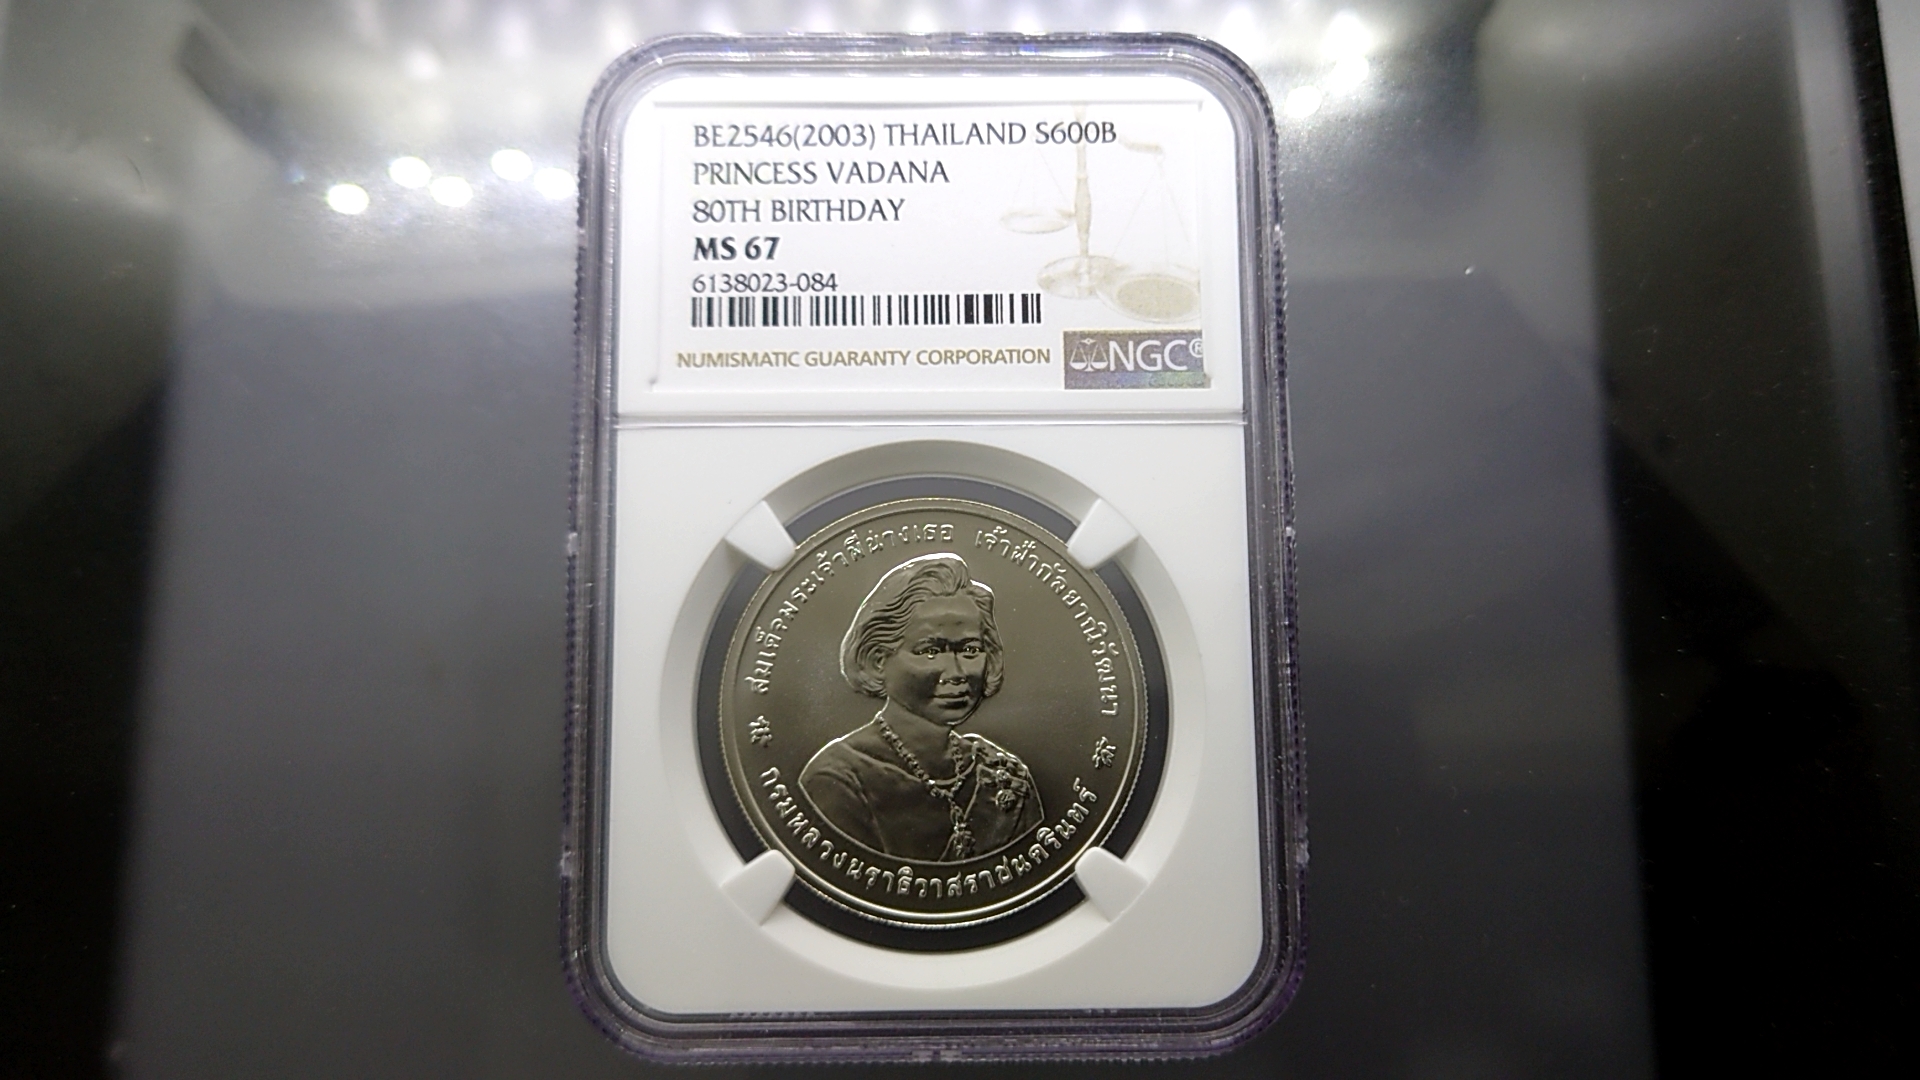 BE2546(2003) THAILAND S600B
PRINCESS VADANA
80TH BIRTHDAY
MS 67
6138023-084
NUMISMATIC GUARANTY CORPORATION
NGC®
สมเด็จพระเจ้าพี่นางเธอ เจ้าฟ้ากัลยาณิวัฒนา
กรมหลวงนราธิวาสราชนครินทร์